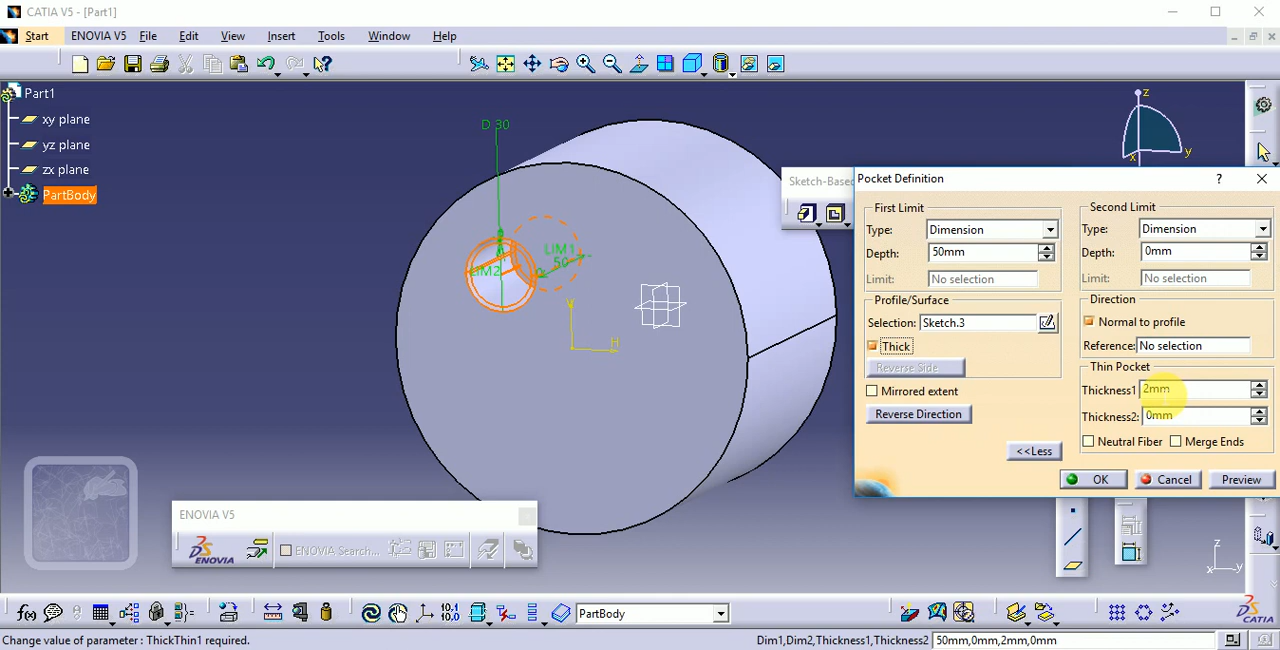 CATIA V5 - [Part1]
Start ENOVIA V5 File Edit View Insert Tools Window Help
Part1
xy plane
yz plane
zx plane
PartBody
D 30
LIM1
50
LIM2
V
H
z
y
x
Sketch-Based
Pocket Definition ?
First Limit
Type: Dimension
Depth: 50mm
Limit: No selection
Profile/Surface
Selection: Sketch.3
Thick
Reverse Side
Mirrored extent
Reverse Direction
<<Less
Second Limit
Type: Dimension
Depth: 0mm
Limit: No selection
Direction
Normal to profile
Reference: No selection
Thin Pocket
Thickness1 2mm
Thickness2: 0mm
Neutral Fiber Merge Ends
OK Cancel Preview
ENOVIA V5
ENOVIA
ENOVIA Search...
z
x y
f(x) 10:1 PartBody
CATIA
Change value of parameter : ThickThin1 required. Dim1,Dim2,Thickness1,Thickness2 50mm,0mm,2mm,0mm